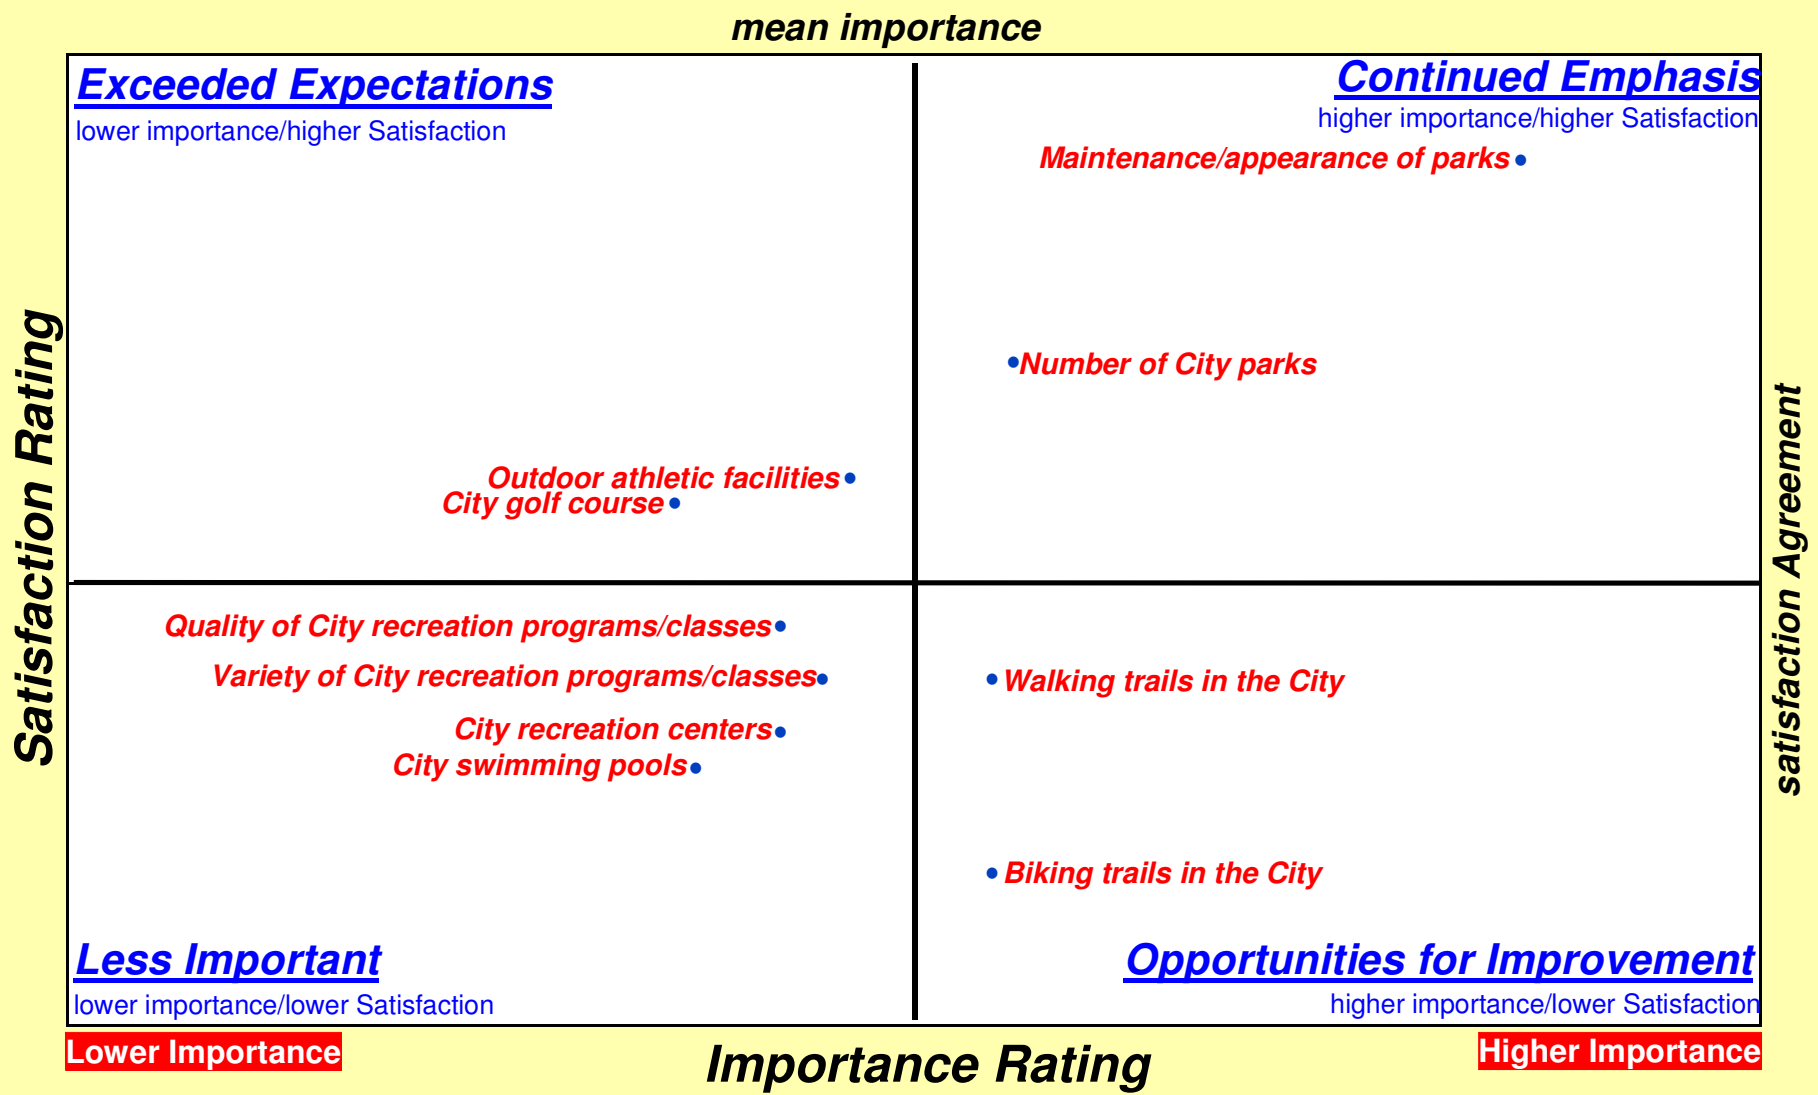 mean importance
Exceeded Expectations
lower importance/higher Satisfaction
Continued Emphasis
higher importance/higher Satisfaction
Maintenance/appearance of parks
Number of City parks
Outdoor athletic facilities
City golf course
Satisfaction Rating
satisfaction Agreement
Quality of City recreation programs/classes
Variety of City recreation programs/classes
City recreation centers
City swimming pools
Walking trails in the City
Biking trails in the City
Less Important
lower importance/lower Satisfaction
Opportunities for Improvement
higher importance/lower Satisfaction
Lower Importance
Importance Rating
Higher Importance